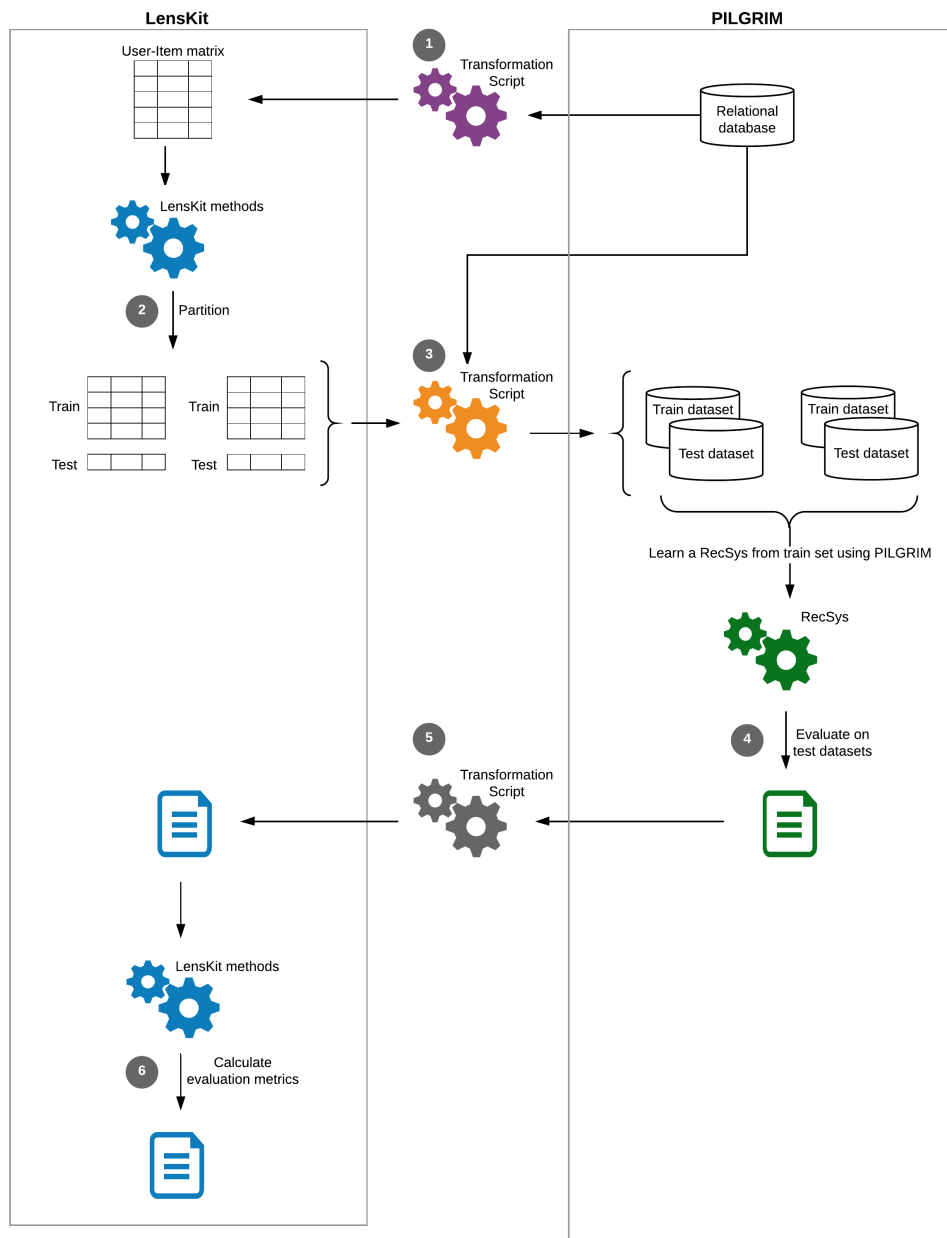 LensKit
PILGRIM
User-Item matrix
1
Transformation
Script
Relational
database
LensKit methods
2
Partition
3
Transformation
Script
Train
Train
Test
Test
Train dataset
Test dataset
Train dataset
Test dataset
Learn a RecSys from train set using PILGRIM
RecSys
4
Evaluate on
test datasets
5
Transformation
Script
LensKit methods
6
Calculate
evaluation metrics